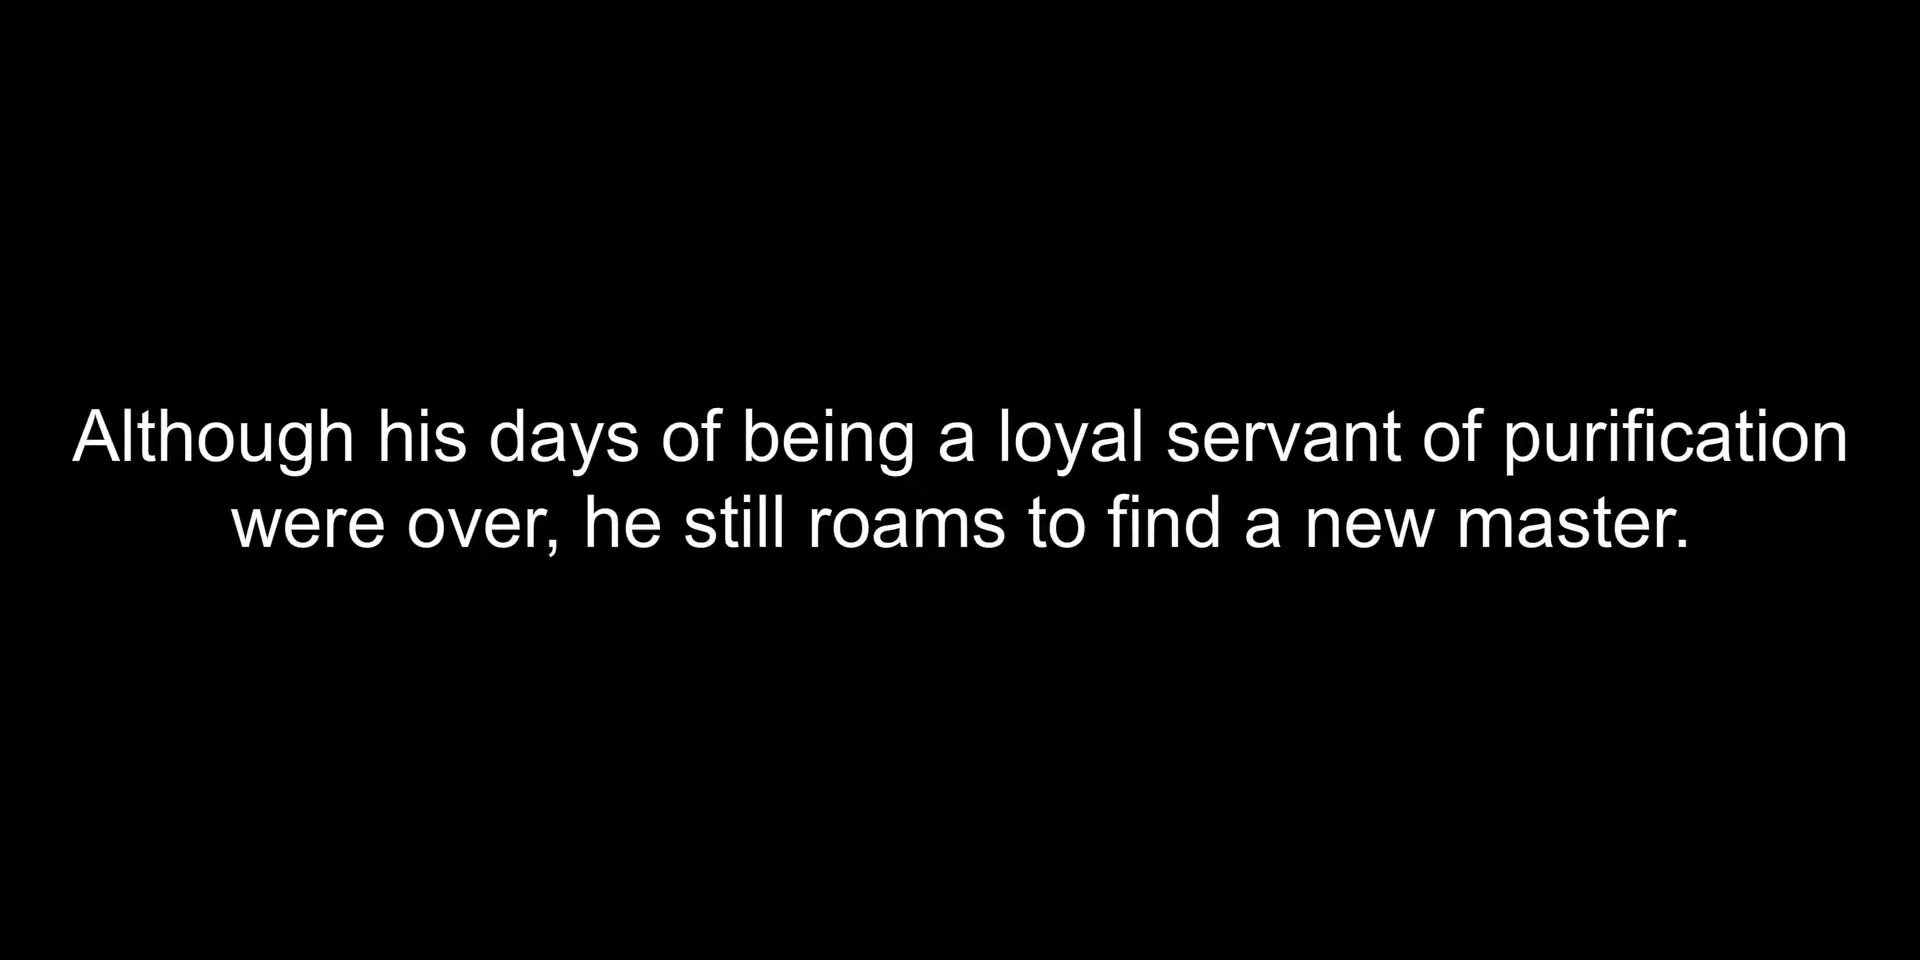 Although his days of being a loyal servant of purification
were over, he still roams to find a new master.